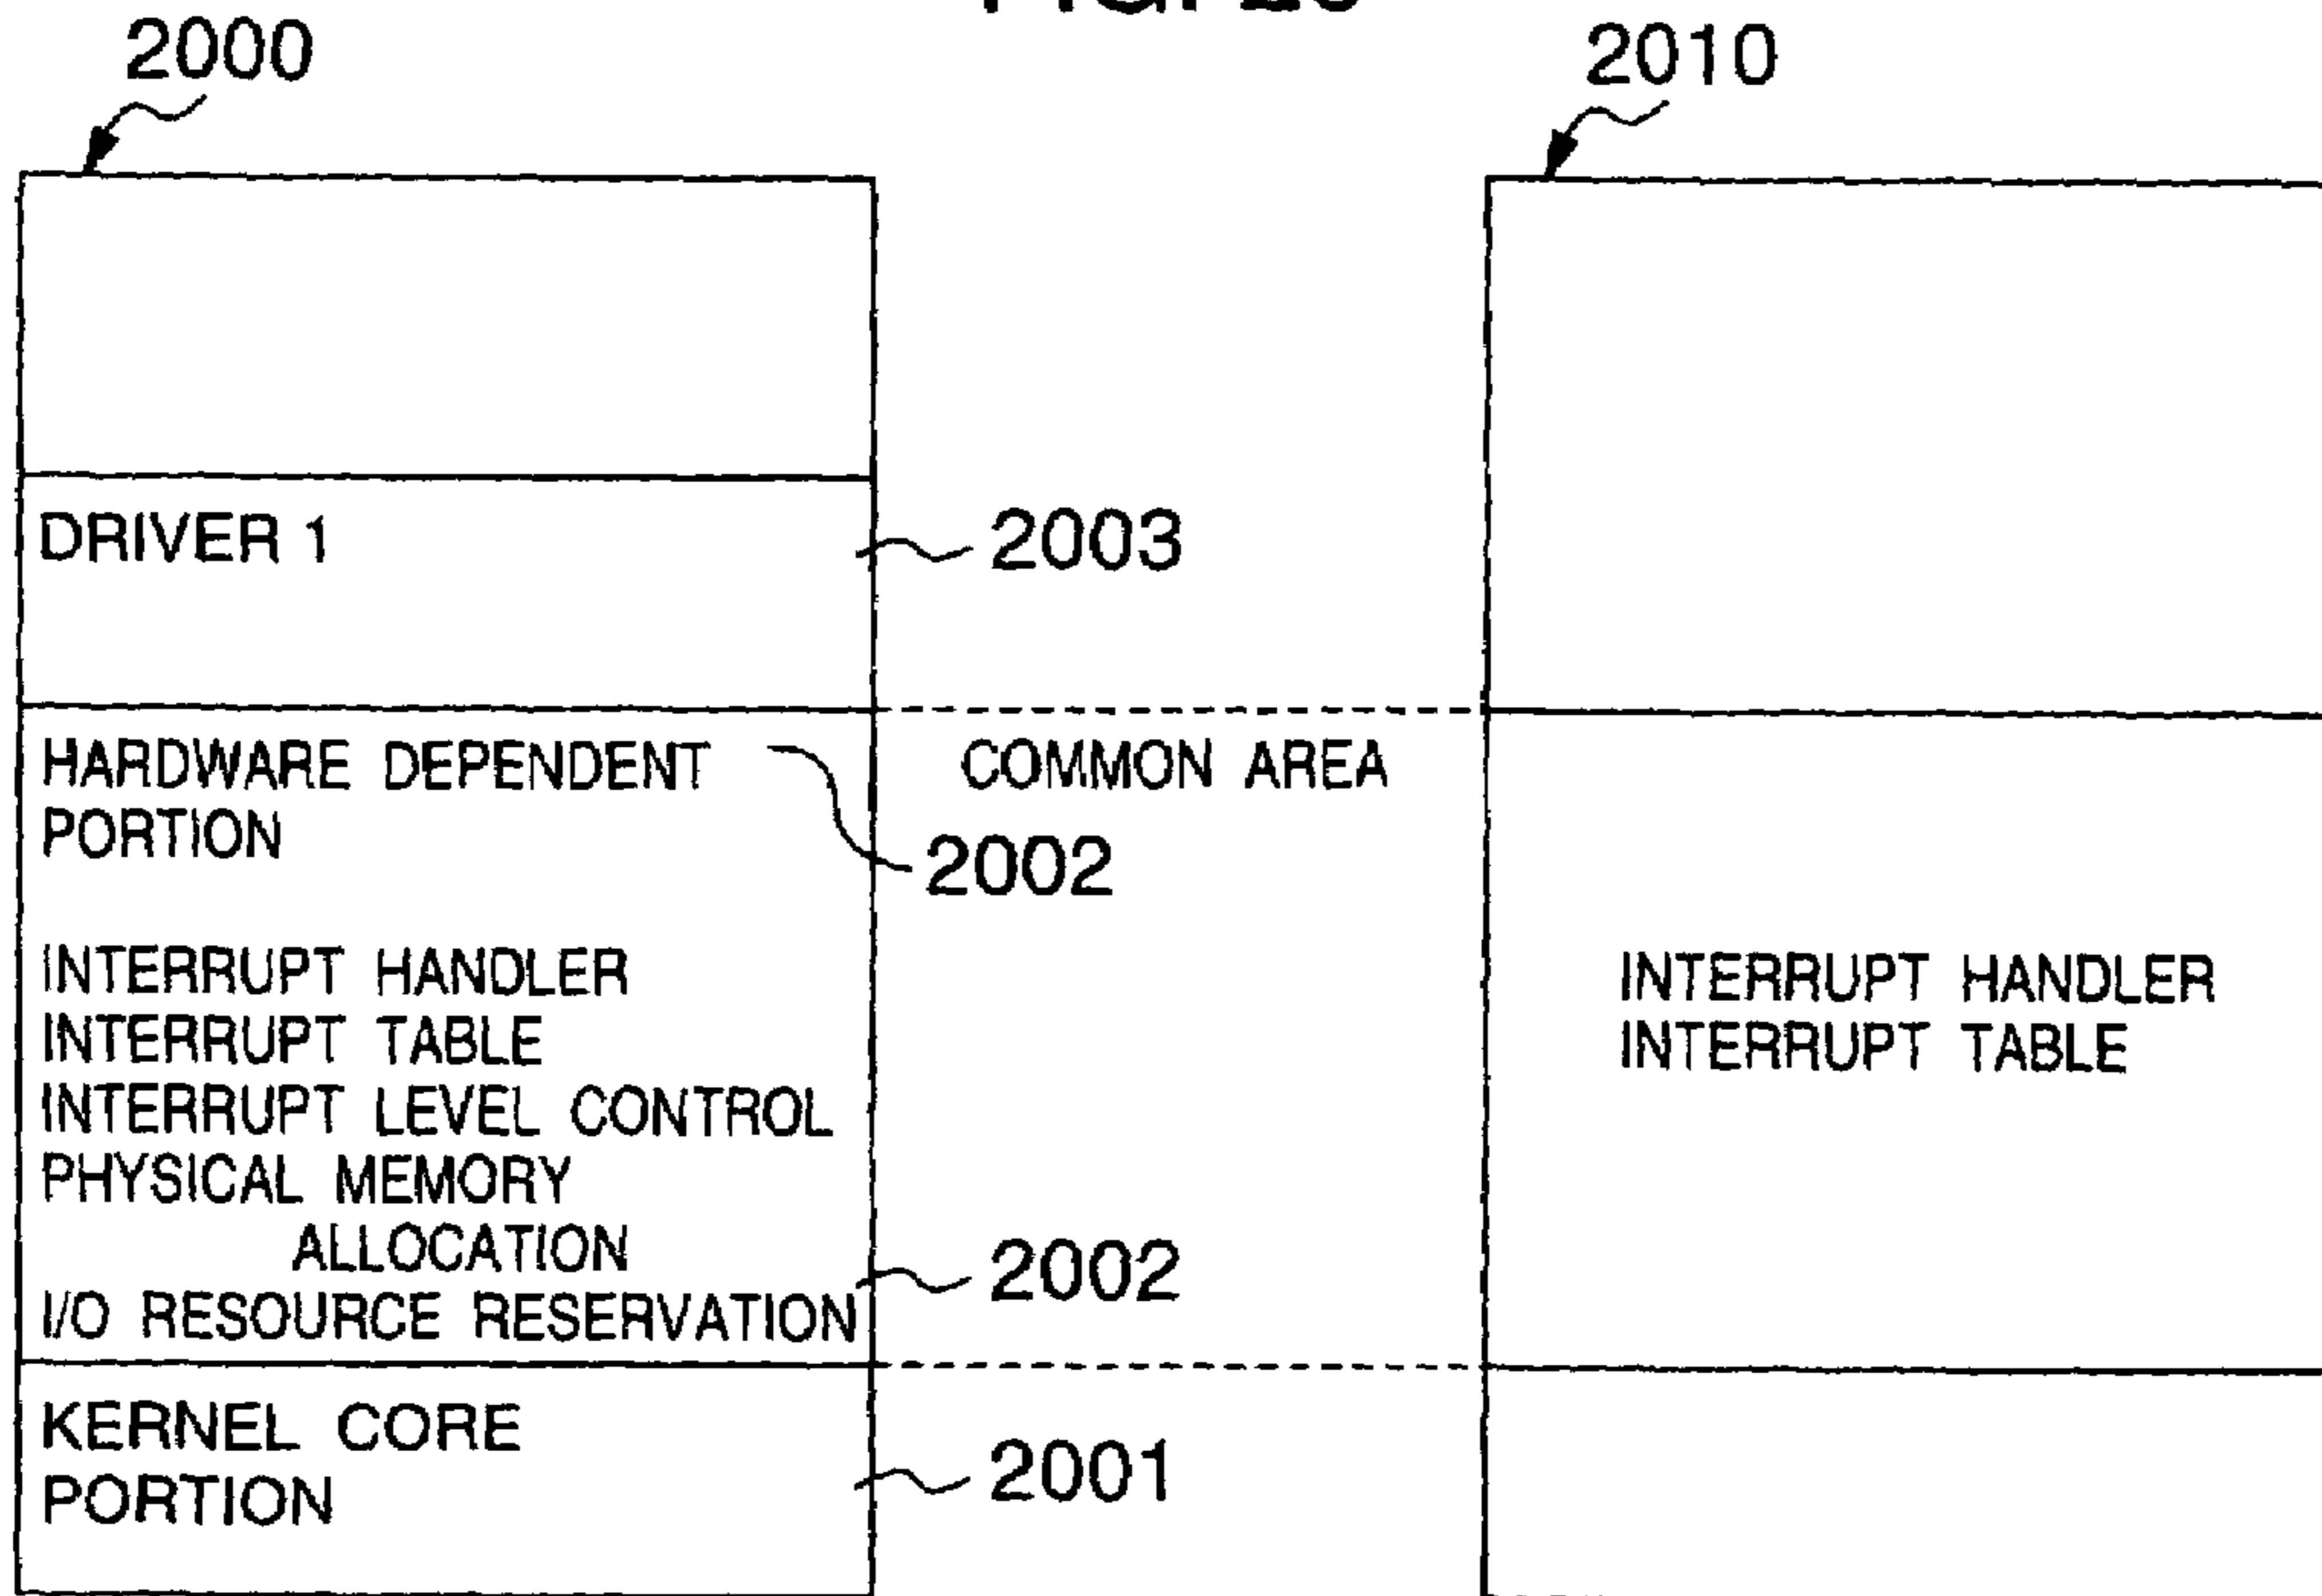 2000
2010
DRIVER 1
2003
HARDWARE DEPENDENT
PORTION
COMMON AREA
2002
INTERRUPT HANDLER
INTERRUPT TABLE
INTERRUPT LEVEL CONTROL
PHYSICAL MEMORY
ALLOCATION
I/O RESOURCE RESERVATION
2002
INTERRUPT HANDLER
INTERRUPT TABLE
KERNEL CORE
PORTION
2001